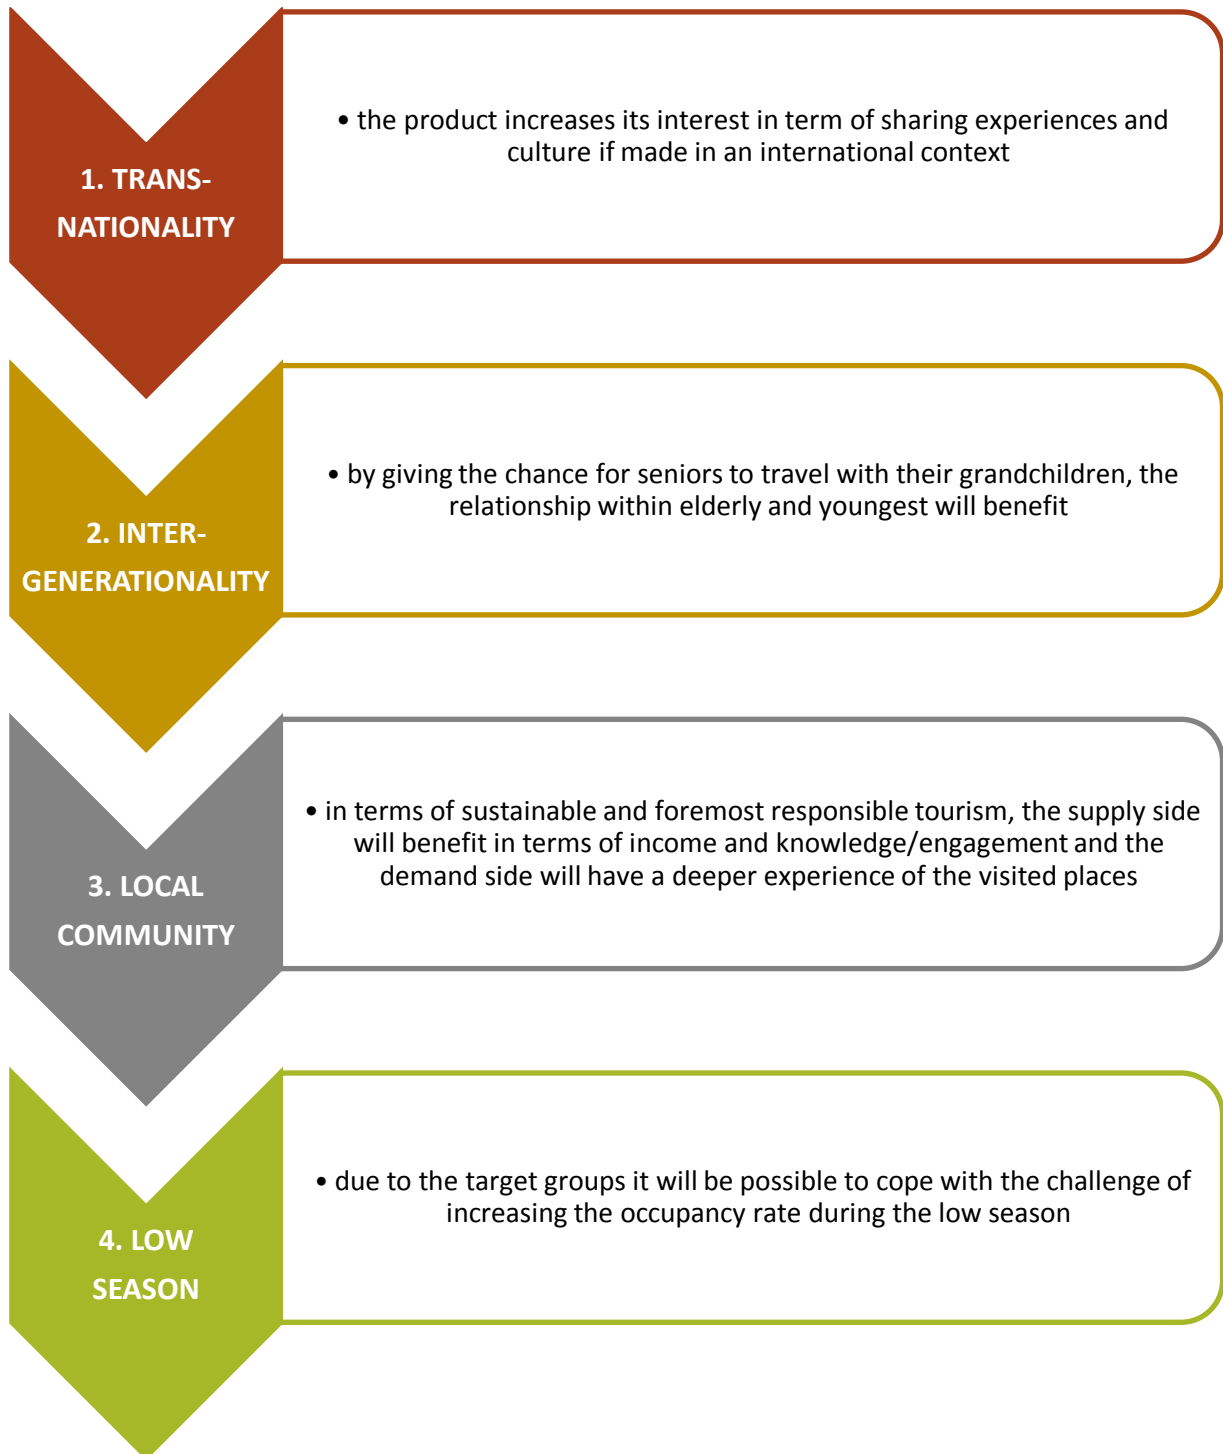 1. TRANS-
NATIONALITY
• the product increases its interest in term of sharing experiences and
culture if made in an international context
2. INTER-
GENERATIONALITY
• by giving the chance for seniors to travel with their grandchildren, the
relationship within elderly and youngest will benefit
3. LOCAL
COMMUNITY
• in terms of sustainable and foremost responsible tourism, the supply side
will benefit in terms of income and knowledge/engagement and the
demand side will have a deeper experience of the visited places
4. LOW
SEASON
• due to the target groups it will be possible to cope with the challenge of
increasing the occupancy rate during the low season